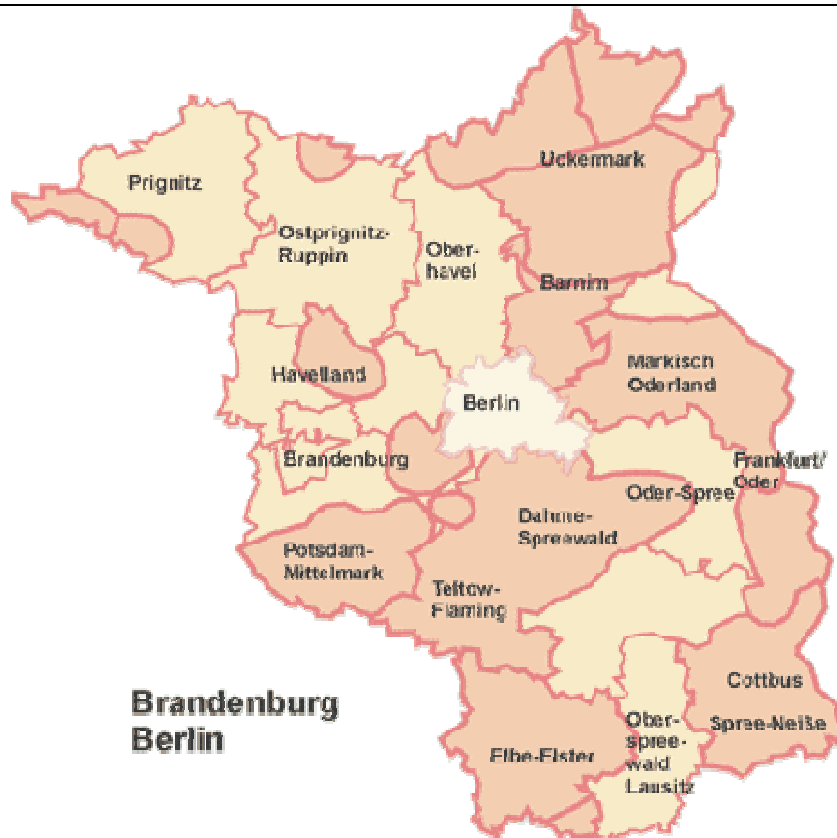 Uckermark
Prignitz
Ostprignitz-
Ruppin
Ober-
havel
Barnim
Märkisch
Oderland
Havelland
Berlin
Brandenburg
Frankfurt/
Oder
Oder-Spree
Dahme-
Spreewald
Potsdam-
Mittelmark
Teltow-
Flaming
Cottbus
Spree-Neiße
Brandenburg
Berlin
Ober-
spree-
wald
Lausitz
Elbe-Elster